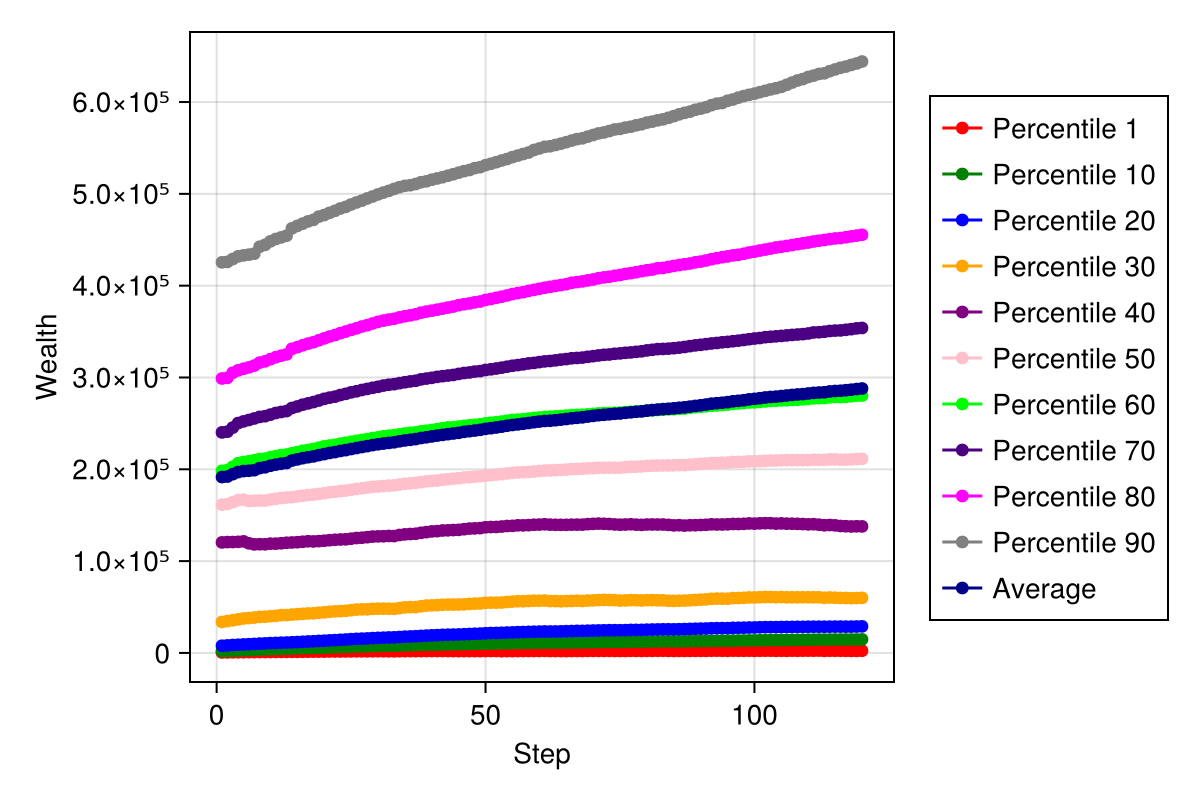 Wealth
6.0×10⁵
5.0×10⁵
4.0×10⁵
3.0×10⁵
2.0×10⁵
1.0×10⁵
0
0 50 100
Step
Percentile 1
Percentile 10
Percentile 20
Percentile 30
Percentile 40
Percentile 50
Percentile 60
Percentile 70
Percentile 80
Percentile 90
Average